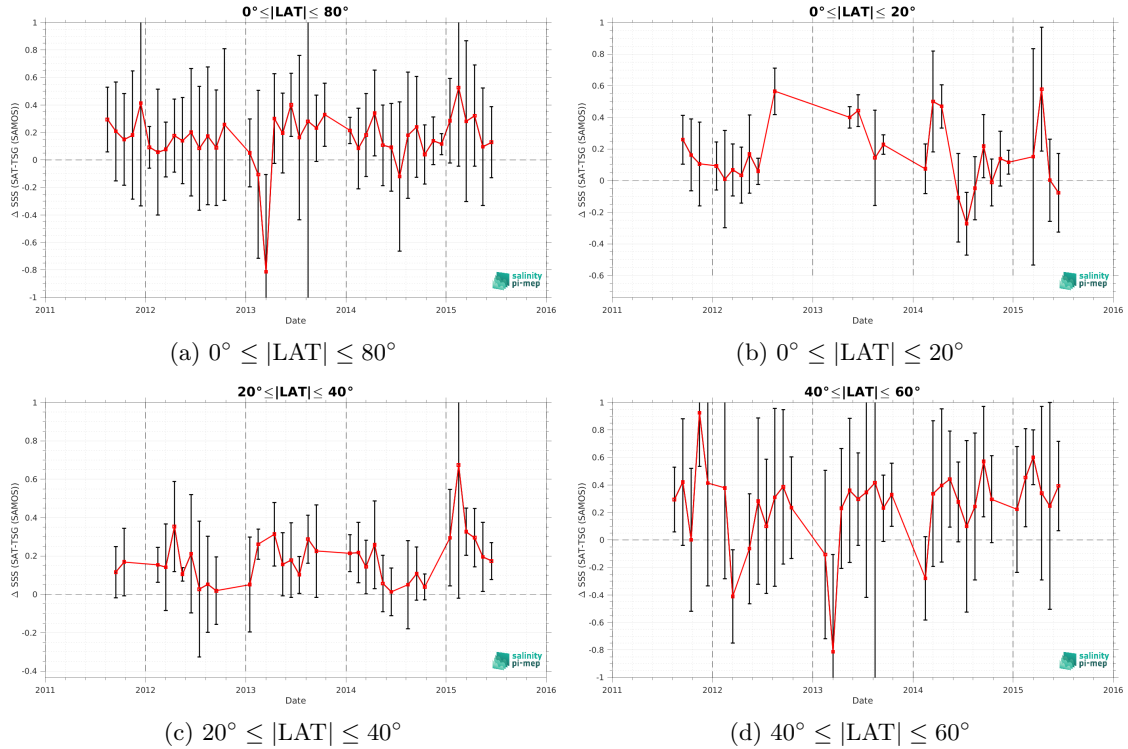 0°≤|LAT|≤ 80°
Δ SSS (SAT-TSG (SAMOS))
1
0.8
0.6
0.4
0.2
0
-0.2
-0.4
-0.6
-0.8
-1
2011 2012 2013 2014 2015 2016
Date
salinity
pi-mep
(a) 0° ≤ |LAT| ≤ 80°
0°≤|LAT|≤ 20°
Δ SSS (SAT-TSG (SAMOS))
1
0.8
0.6
0.4
0.2
0
-0.2
-0.4
-0.6
2011 2012 2013 2014 2015 2016
Date
salinity
pi-mep
(b) 0° ≤ |LAT| ≤ 20°
20°≤|LAT|≤ 40°
Δ SSS (SAT-TSG (SAMOS))
1
0.8
0.6
0.4
0.2
0
-0.2
-0.4
2011 2012 2013 2014 2015 2016
Date
salinity
pi-mep
(c) 20° ≤ |LAT| ≤ 40°
40°≤|LAT|≤ 60°
Δ SSS (SAT-TSG (SAMOS))
1
0.8
0.6
0.4
0.2
0
-0.2
-0.4
-0.6
-0.8
-1
2011 2012 2013 2014 2015 2016
Date
salinity
pi-mep
(d) 40° ≤ |LAT| ≤ 60°